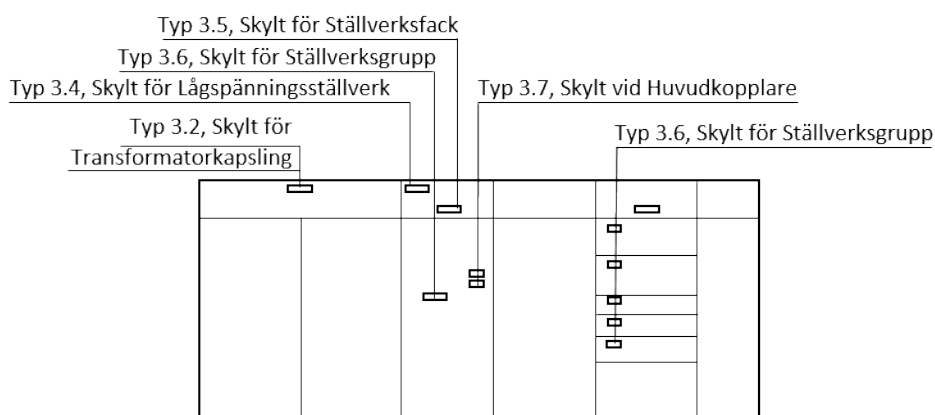 Typ 3.5, Skylt för Ställverksfack
Typ 3.6, Skylt för Ställverksgrupp
Typ 3.4, Skylt för Lågspänningsställverk
Typ 3.7, Skylt vid Huvudkopplare
Typ 3.2, Skylt för
Transformatorkapsling
Typ 3.6, Skylt för Ställverksgrupp